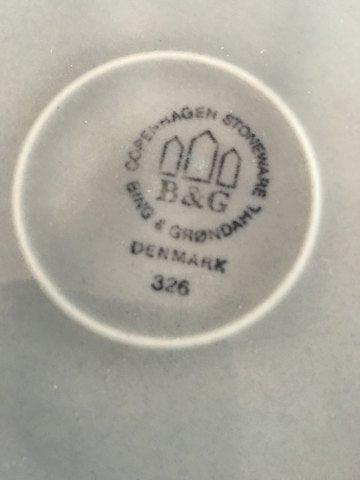 COPENHAGEN STONEWARE
B&G
BING & GRØNDAHL
DENMARK
326